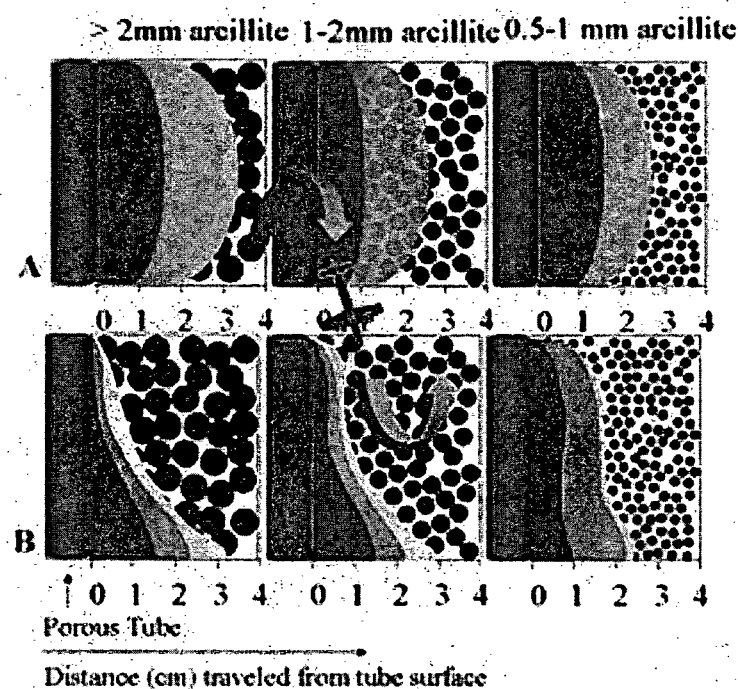 > 2mm arcillite 1-2mm arcillite 0.5-1 mm arcillite
A
0 1 2 3 4 0 1 2 3 4 0 1 2 3 4
B
0 1 2 3 4 0 1 2 3 4 0 1 2 3 4
Porous Tube
Distance (cm) traveled from tube surface